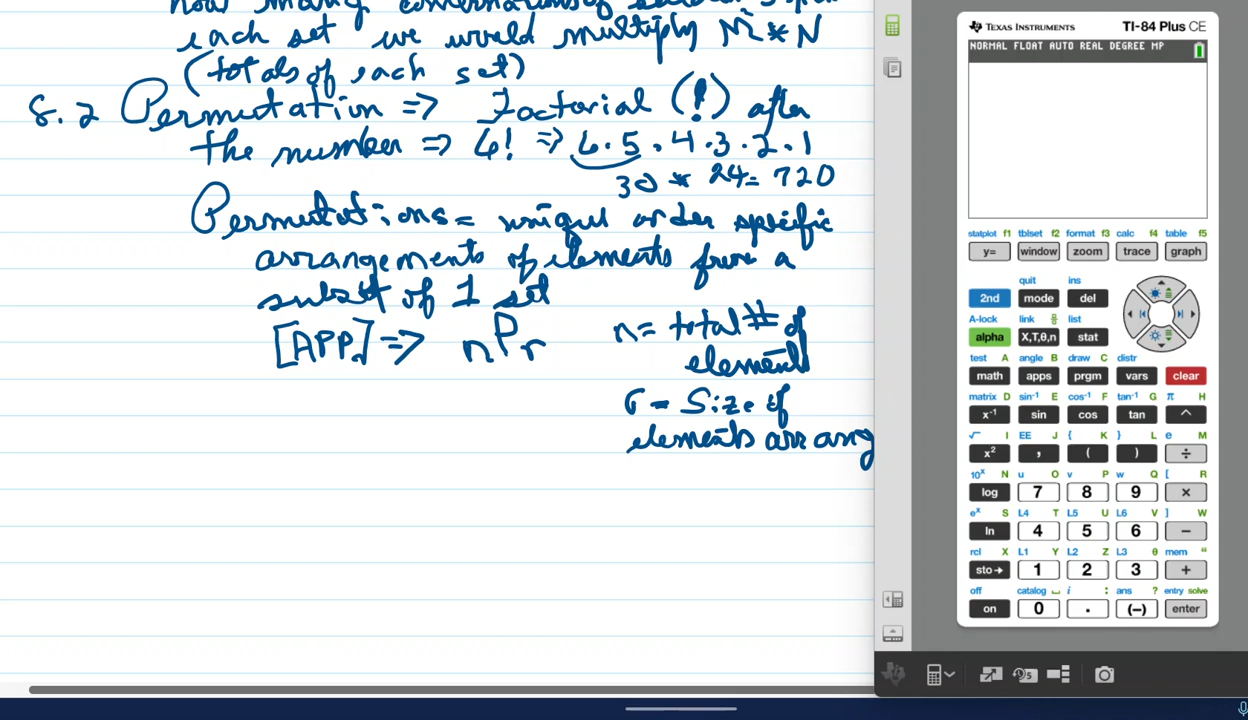 how many combinations of
each set we would multiply M * N
(totals of each set)
8.2 Permutation => Factorial (!) after
the number => 6! => 6 · 5 · 4 · 3 · 2 · 1
30 * 24 = 720
Permutations = unique order specific
arrangements of elements from a
subset of 1 set
[APP] => nPr
n = total # of
elements
r = Size of
elements arrang
TEXAS INSTRUMENTS TI-84 Plus CE
NORMAL FLOAT AUTO REAL DEGREE MP
statplot f1 tblset f2 format f3 calc f4 table f5
y= window zoom trace graph
quit ins
2nd mode del
A-lock link list
alpha X,T,θ,n stat
test A angle B draw C distr
math apps prgm vars clear
matrix D sin⁻¹ E cos⁻¹ F tan⁻¹ G π H
x⁻¹ sin cos tan ^
√ I EE J { K } L e M
x² , ( ) ÷
10ˣ N u O v P w Q [ R
log 7 8 9 ×
eˣ S L4 T L5 U L6 V ] W
ln 4 5 6 −
rcl X L1 Y L2 Z L3 θ mem "
sto→ 1 2 3 +
off catalog ⎵ i : ans ? entry solve
on 0 . (−) enter